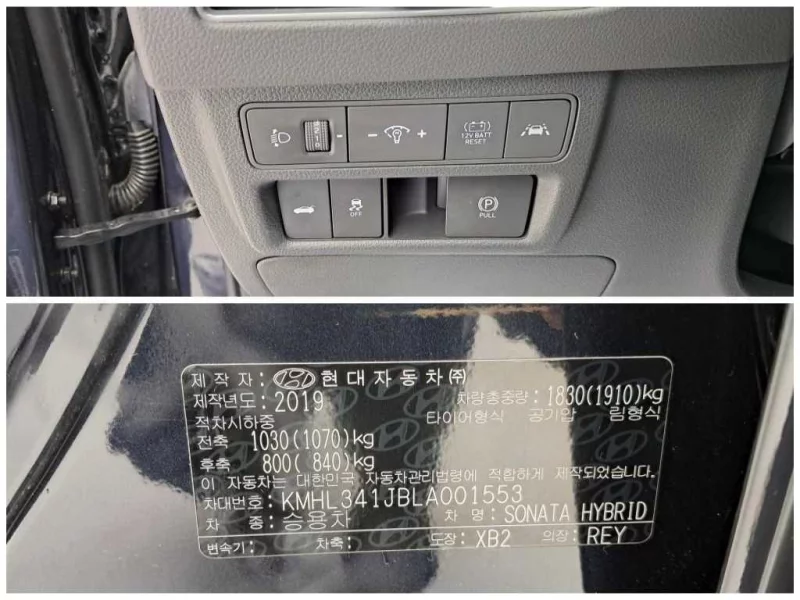 12V BATT
RESET
OFF
PULL
제 작 자 : 현대자동차㈜
제작년도: 2019 차량총중량: 1830(1910)kg
적차시하중 타이어형식 공기압 림형식
전축 1030(1070)kg
후축 800( 840)kg
이 자동차는 대한민국 자동차관리법령에 적합하게 제작되었습니다.
차대번호: KMHL341JBLA001553
차 종: 승용차 차 명: SONATA HYBRID
변속기: 차축: 도장: XB2 의장: REY